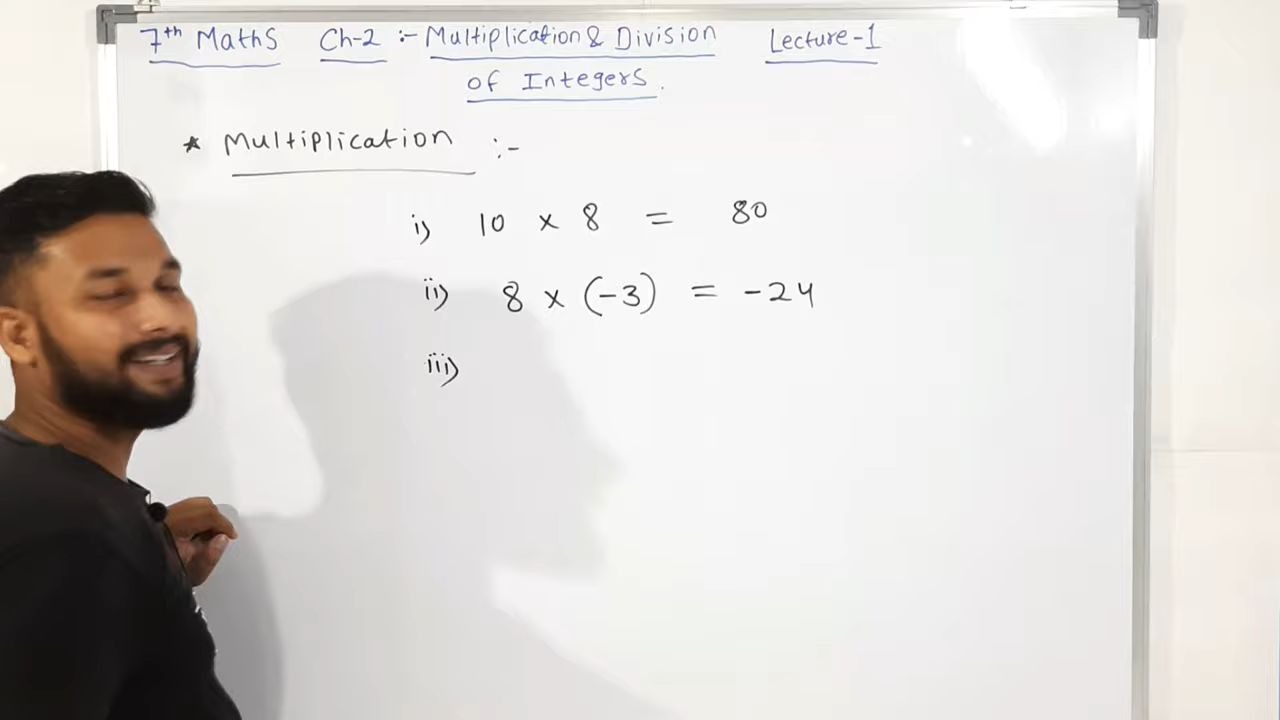 7th Maths Ch-2 :- Multiplication & Division Lecture-1
of Integers.
* Multiplication :-
i) 10 x 8 = 80
ii) 8 x (-3) = -24
iii)